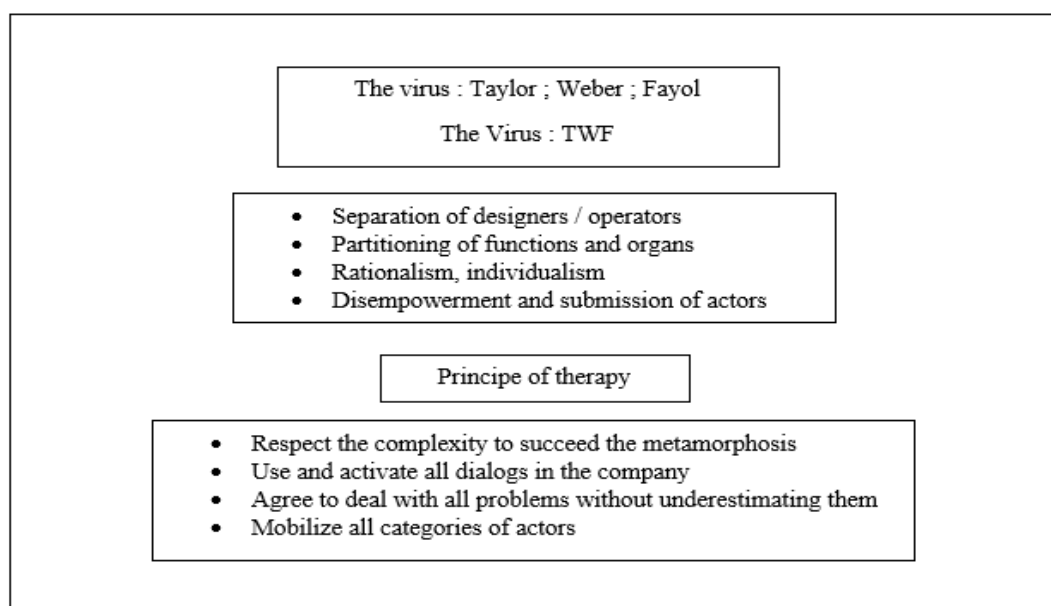 The virus : Taylor ; Weber ; Fayol
The Virus : TWF
• Separation of designers / operators
• Partitioning of functions and organs
• Rationalism, individualism
• Disempowerment and submission of actors
Principe of therapy
• Respect the complexity to succeed the metamorphosis
• Use and activate all dialogs in the company
• Agree to deal with all problems without underestimating them
• Mobilize all categories of actors